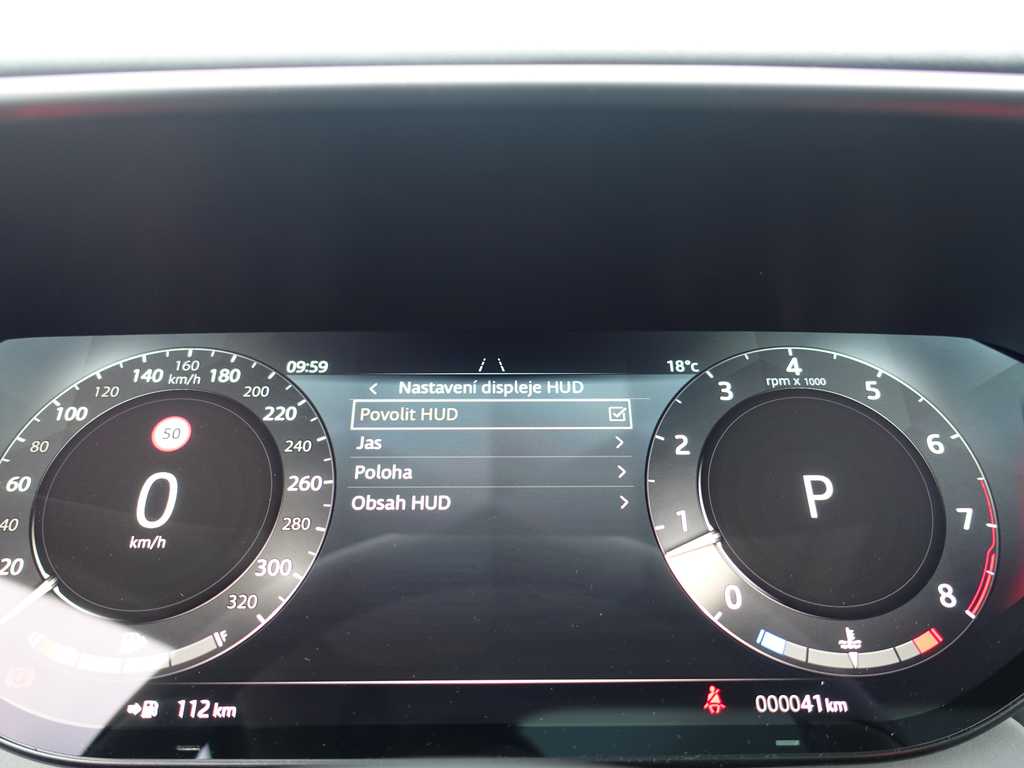 09:59
18°C
Nastavení displeje HUD
Povolit HUD
Jas
Poloha
Obsah HUD
20
40
60
80
100
120
140
160
180
200
220
240
260
280
300
320
km/h
50
0
km/h
F
0
1
2
3
4
5
6
7
8
rpm x 1000
P
112 km
000041km